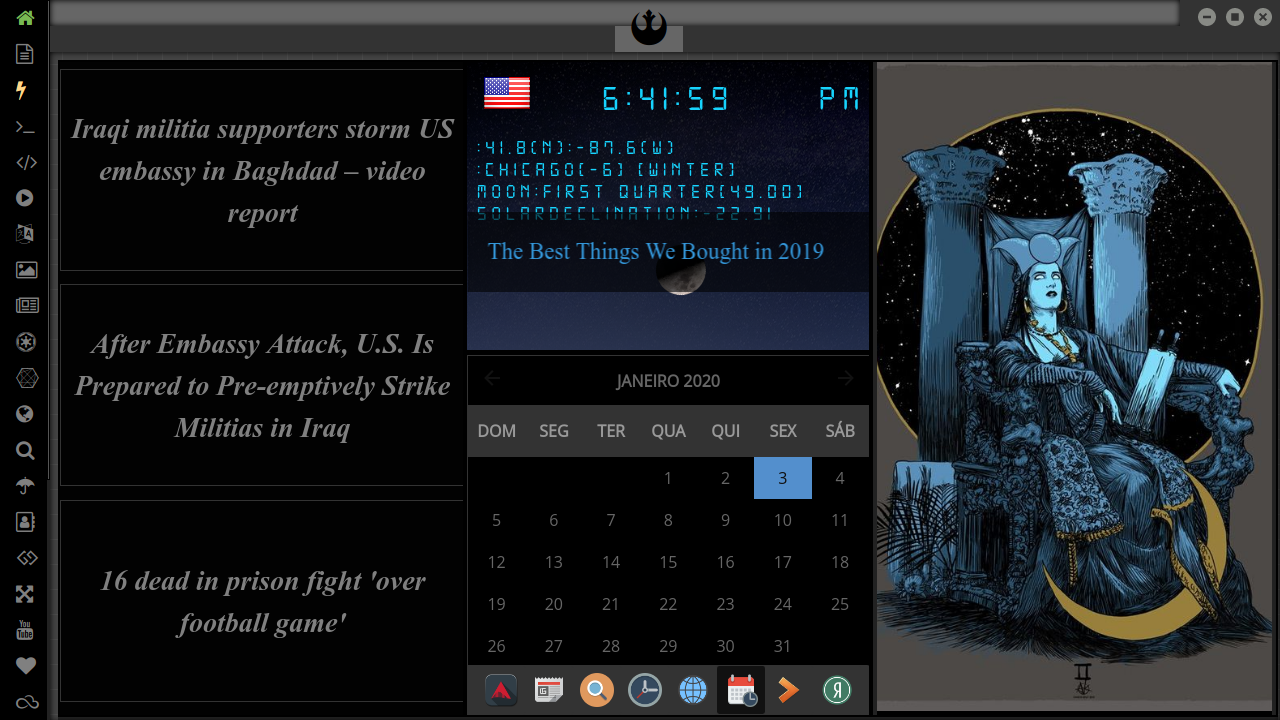 Iraqi militia supporters storm US
embassy in Baghdad – video
report
After Embassy Attack, U.S. Is
Prepared to Pre-emptively Strike
Militias in Iraq
16 dead in prison fight 'over
football game'
6:41:59 PM
:41.8(N):-87.6(W)
:CHICAGO(-6) (WINTER)
MOON:FIRST QUARTER(49.00)
SOLARDECLINATION:-22.91
The Best Things We Bought in 2019
JANEIRO 2020
DOM SEG TER QUA QUI SEX SÁB
1 2 3 4
5 6 7 8 9 10 11
12 13 14 15 16 17 18
19 20 21 22 23 24 25
26 27 28 29 30 31
You
Tube
II